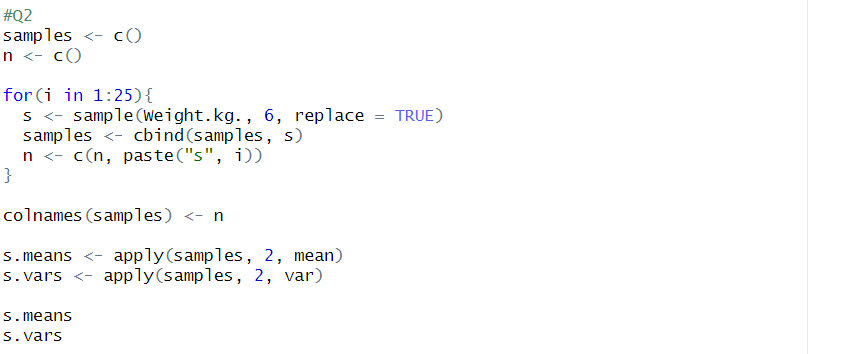 #Q2
samples <- c()
n <- c()
for(i in 1:25){
s <- sample(Weight.kg., 6, replace = TRUE)
samples <- cbind(samples, s)
n <- c(n, paste("s", i))
}
colnames(samples) <- n
s.means <- apply(samples, 2, mean)
s.vars <- apply(samples, 2, var)
s.means
s.vars